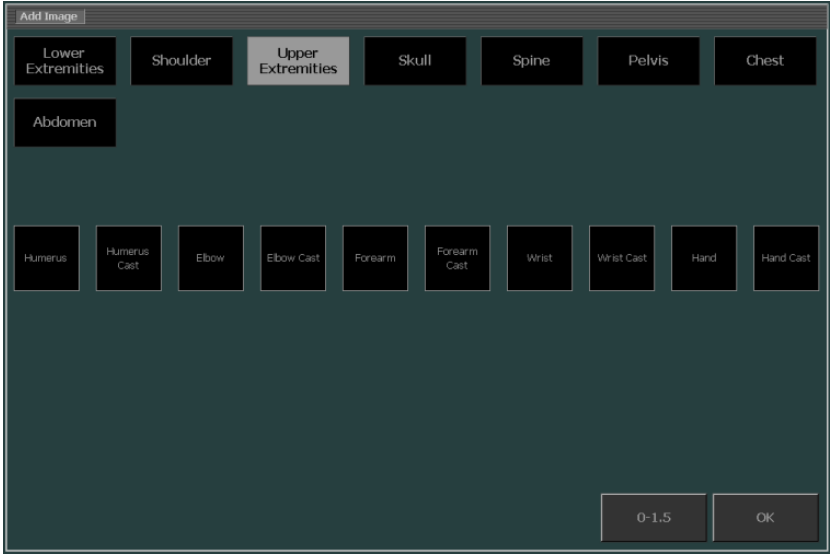 Add Image
Lower
Extremities
Shoulder
Upper
Extremities
Skull
Spine
Pelvis
Chest
Abdomen
Humerus
Humerus
Cast
Elbow
Elbow Cast
Forearm
Forearm
Cast
Wrist
Wrist Cast
Hand
Hand Cast
0-1.5
OK